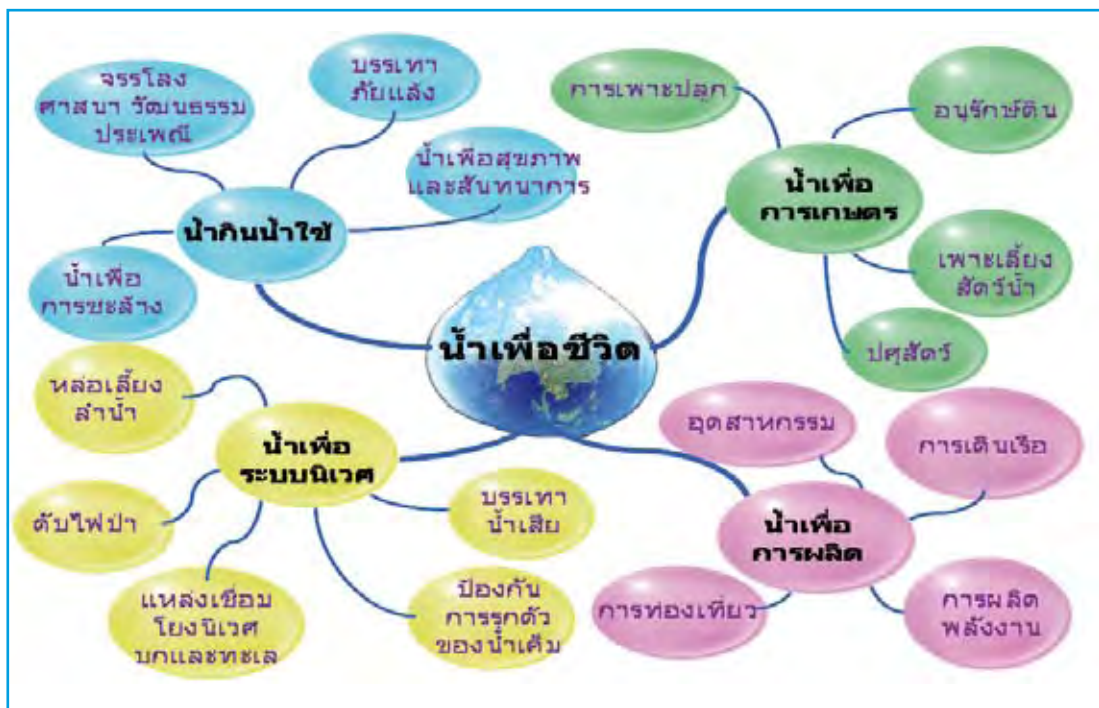 จรรโลง
ศาสนา วัฒนธรรม
ประเพณี
บรรเทา
ภัยแล้ง
น้ำเพื่อสุขภาพ
และสันทนาการ
น้ำกินน้ำใช้
น้ำเพื่อ
การชะล้าง
การเพาะปลูก
อนุรักษ์ดิน
น้ำเพื่อ
การเกษตร
เพาะเลี้ยง
สัตว์น้ำ
ปศุสัตว์
น้ำเพื่อชีวิต
หล่อเลี้ยง
ลำน้ำ
น้ำเพื่อ
ระบบนิเวศ
ดับไฟป่า
บรรเทา
น้ำเสีย
แหล่งเชื่อม
โยงนิเวศ
บกและทะเล
ป้องกัน
การรุกตัว
ของน้ำเค็ม
อุตสาหกรรม
การเดินเรือ
น้ำเพื่อ
การผลิต
การท่องเที่ยว
การผลิต
พลังงาน